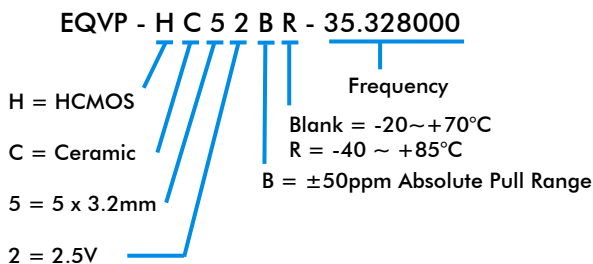 EQVP - H C 5 2 B R - 35.328000
Frequency
H = HCMOS
Blank = -20~+70°C
C = Ceramic
R = -40 ~ +85°C
B = ±50ppm Absolute Pull Range
5 = 5 x 3.2mm
2 = 2.5V